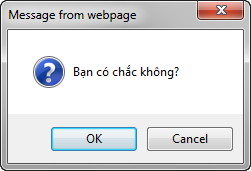 Message from webpage
Bạn có chắc không?
OK
Cancel